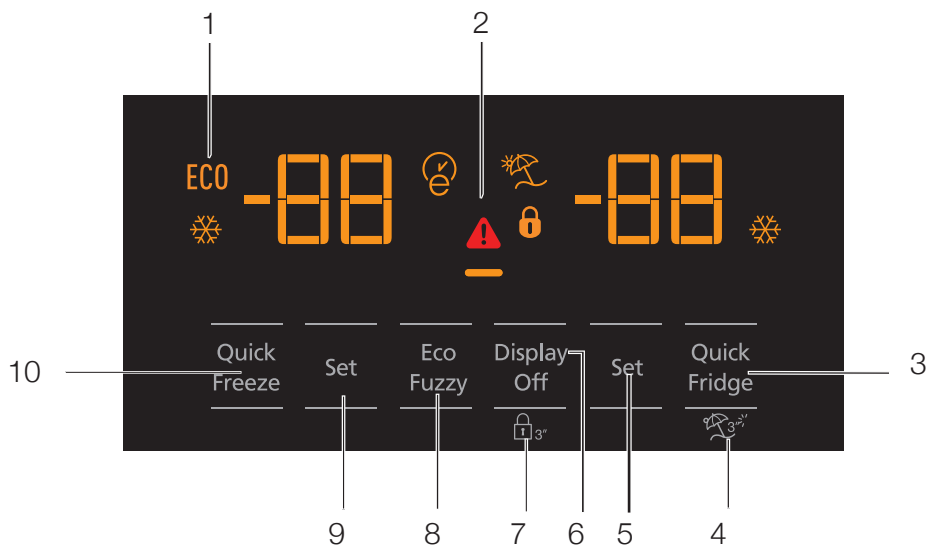 1
2
ECO
-88
e
-88
Quick Freeze
Set
Eco Fuzzy
Display Off
Set
Quick Fridge
10
3
3"
3"
9
8
7
6
5
4